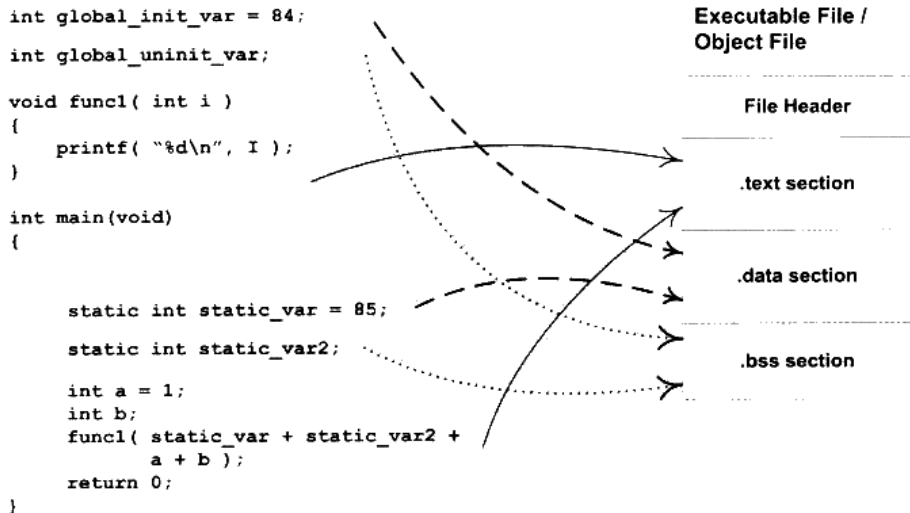 int global_init_var = 84;
int global_uninit_var;
void func1( int i )
{
printf( “%d\n”, I );
}
int main(void)
{
static int static_var = 85;
static int static_var2;
int a = 1;
int b;
func1( static_var + static_var2 +
a + b );
return 0;
}
Executable File /
Object File
File Header
.text section
.data section
.bss section